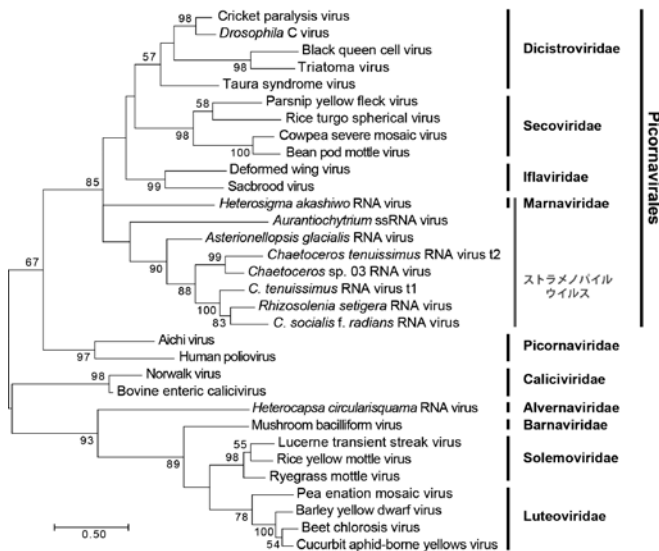 Cricket paralysis virus
Drosophila C virus
Black queen cell virus
Triatoma virus
Taura syndrome virus
Parsnip yellow fleck virus
Rice turgo spherical virus
Cowpea severe mosaic virus
Bean pod mottle virus
Deformed wing virus
Sacbrood virus
Heterosigma akashiwo RNA virus
Aurantiochytrium ssRNA virus
Asterionellopsis glacialis RNA virus
Chaetoceros tenuissimus RNA virus t2
Chaetoceros sp. 03 RNA virus
C. tenuissimus RNA virus t1
Rhizosolenia setigera RNA virus
C. socialis f. radians RNA virus
Aichi virus
Human poliovirus
Norwalk virus
Bovine enteric calicivirus
Heterocapsa circularisquama RNA virus
Mushroom bacilliform virus
Lucerne transient streak virus
Rice yellow mottle virus
Ryegrass mottle virus
Pea enation mosaic virus
Barley yellow dwarf virus
Beet chlorosis virus
Cucurbit aphid-borne yellows virus
98
57
98
58
98
100
99
85
67
90
99
88
100
83
97
98
93
89
55
98
78
100
54
0.50
Dicistroviridae
Secoviridae
Iflaviridae
Marnaviridae
ストラメノパイル
ウイルス
Picornaviridae
Caliciviridae
Alvernaviridae
Barnaviridae
Solemoviridae
Luteoviridae
Picornavirales